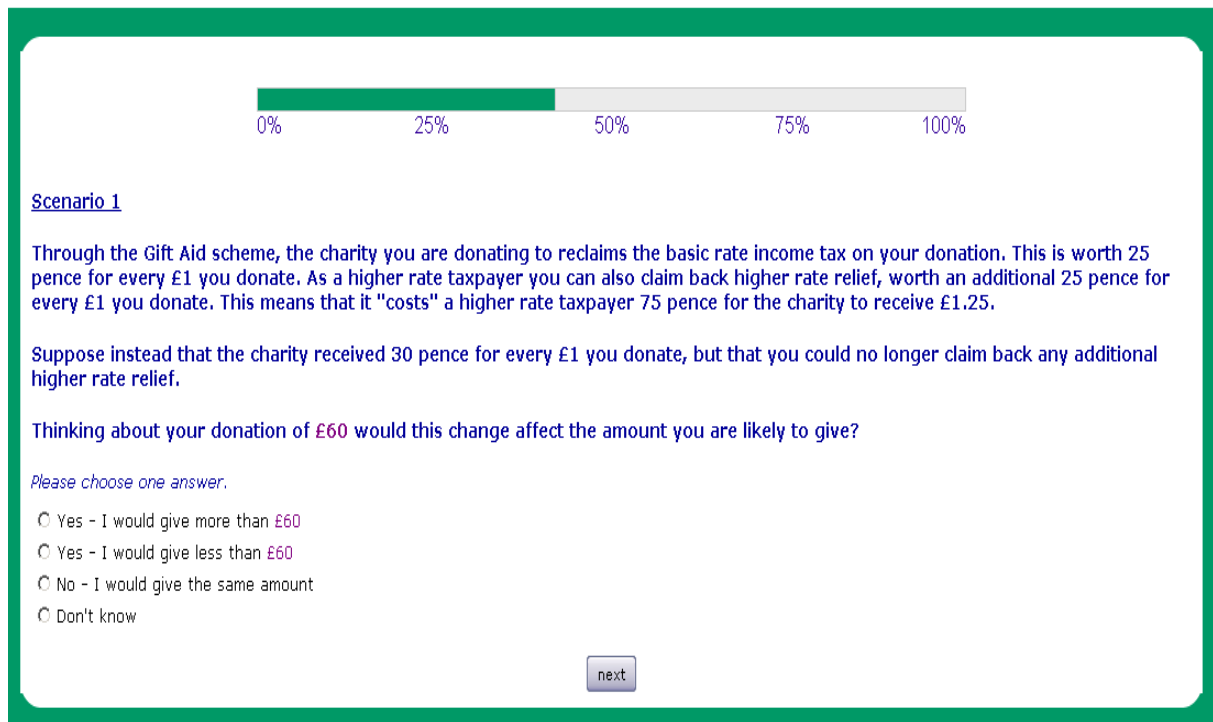 0% 25% 50% 75% 100%
Scenario 1
Through the Gift Aid scheme, the charity you are donating to reclaims the basic rate income tax on your donation. This is worth 25
pence for every £1 you donate. As a higher rate taxpayer you can also claim back higher rate relief, worth an additional 25 pence for
every £1 you donate. This means that it "costs" a higher rate taxpayer 75 pence for the charity to receive £1.25.
Suppose instead that the charity received 30 pence for every £1 you donate, but that you could no longer claim back any additional
higher rate relief.
Thinking about your donation of £60 would this change affect the amount you are likely to give?
Please choose one answer.
Yes - I would give more than £60
Yes - I would give less than £60
No - I would give the same amount
Don't know
next